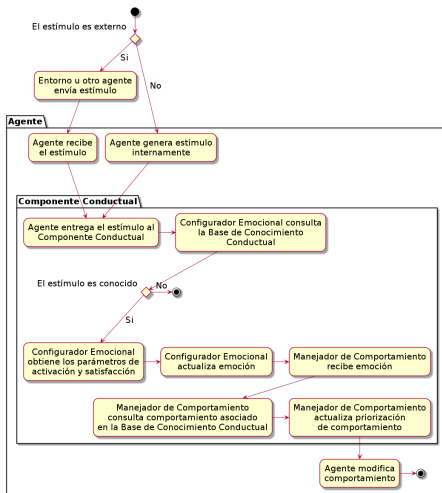 El estímulo es externo
Si
No
Entorno u otro agente
envía estímulo
Agente
Agente recibe
el estímulo
Agente genera estímulo
internamente
Componente Conductual
Agente entrega el estímulo al
Componente Conductual
Configurador Emocional consulta
la Base de Conocimiento
Conductual
El estímulo es conocido
No
Si
Configurador Emocional
obtiene los parámetros de
activación y satisfacción
Configurador Emocional
actualiza emoción
Manejador de Comportamiento
recibe emoción
Manejador de Comportamiento
consulta comportamiento asociado
en la Base de Conocimiento Conductual
Manejador de Comportamiento
actualiza priorización
de comportamiento
Agente modifica
comportamiento